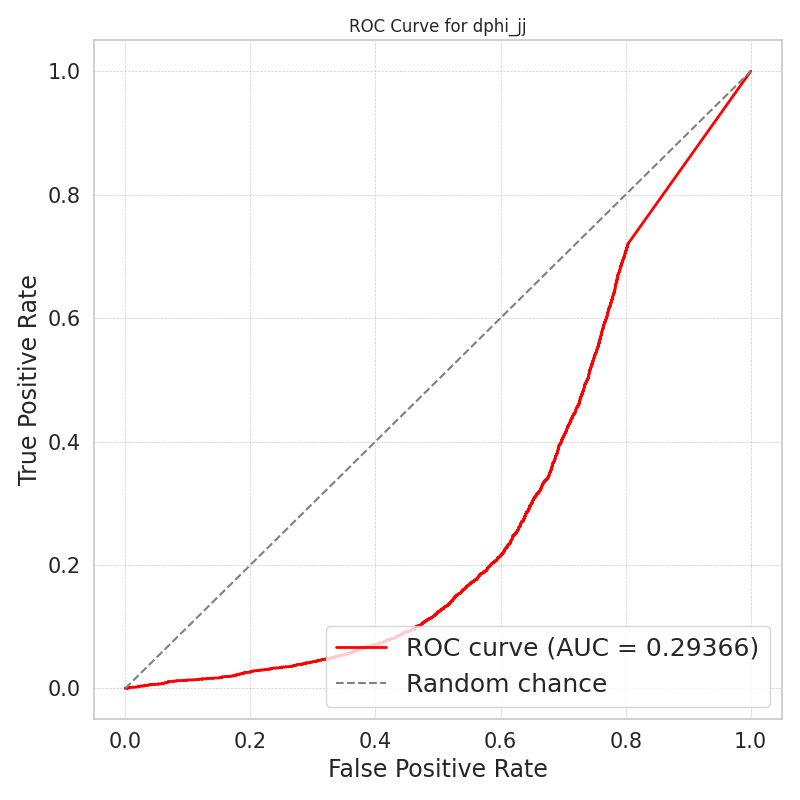 ROC Curve for dphi_jj
1.0
0.8
0.6
0.4
0.2
0.0
True Positive Rate
ROC curve (AUC = 0.29366)
Random chance
0.0 0.2 0.4 0.6 0.8 1.0
False Positive Rate